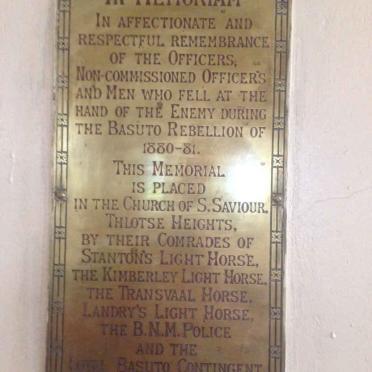 IN MEMORIAM
IN AFFECTIONATE AND
RESPECTFUL REMEMBRANCE
OF THE OFFICERS,
NON-COMMISSIONED OFFICERS
AND MEN WHO FELL AT THE
HAND OF THE ENEMY DURING
THE BASUTO REBELLION OF
1880-81.
THIS MEMORIAL
IS PLACED
IN THE CHURCH OF S. SAVIOUR,
THLOTSE HEIGHTS,
BY THEIR COMRADES OF
STANTON'S LIGHT HORSE,
THE KIMBERLEY LIGHT HORSE,
THE TRANSVAAL HORSE,
LANDRY'S LIGHT HORSE,
THE B.N.M. POLICE
AND THE
LOYAL BASUTO CONTINGENT